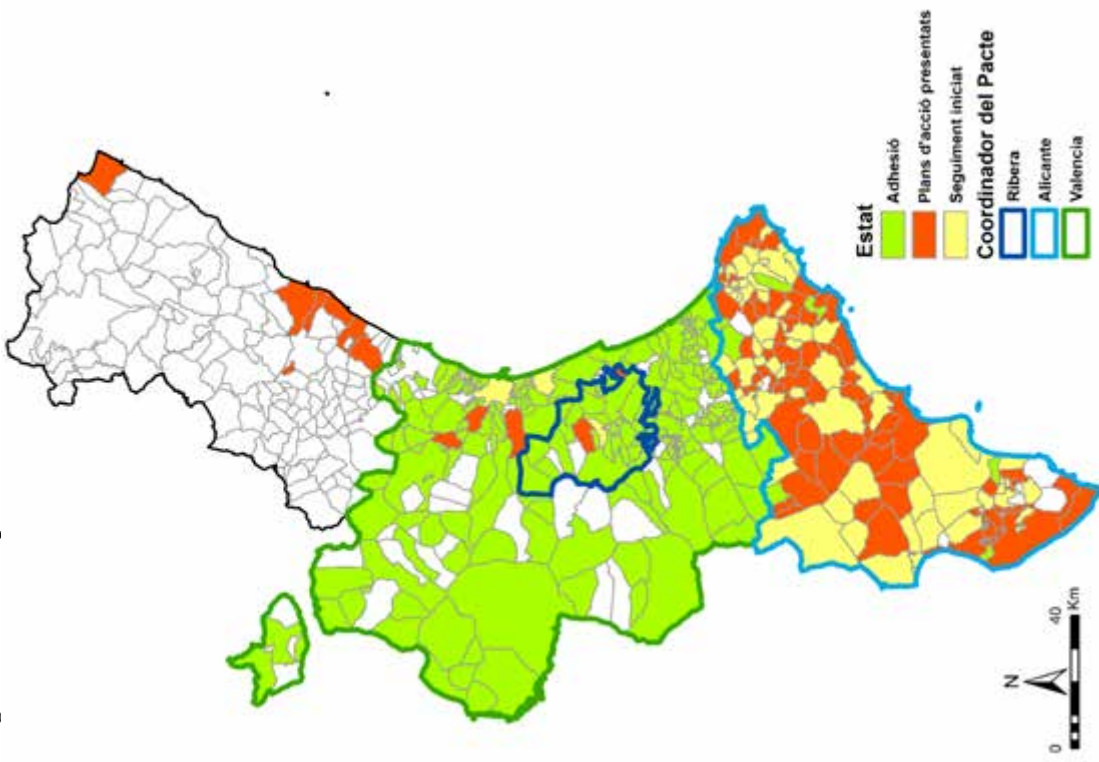 Estat
Adhesió
Plans d'acció presentats
Seguiment iniciat
Coordinador del Pacte
Ribera
Alicante
Valencia
N
0 40
Km